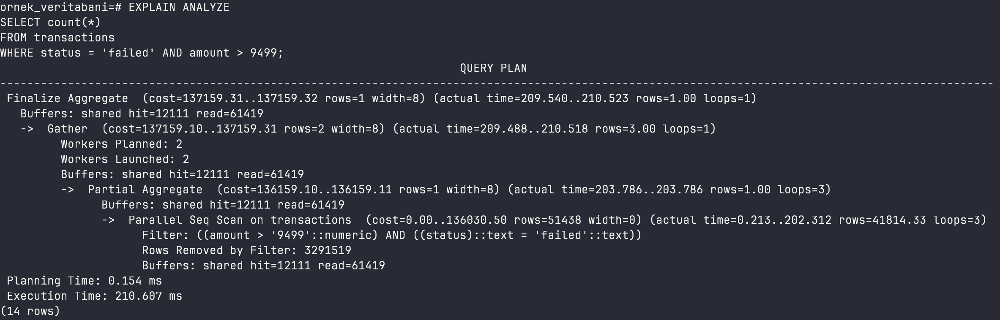 ornek_veritabani=# EXPLAIN ANALYZE
SELECT count(*)
FROM transactions
WHERE status = 'failed' AND amount > 9499;
QUERY PLAN
---------------------------------------------------------------------------------------------------------------------------------------------------
Finalize Aggregate  (cost=137159.31..137159.32 rows=1 width=8) (actual time=209.540..210.523 rows=1.00 loops=1)
Buffers: shared hit=12111 read=61419
->  Gather  (cost=137159.10..137159.31 rows=2 width=8) (actual time=209.488..210.518 rows=3.00 loops=1)
Workers Planned: 2
Workers Launched: 2
Buffers: shared hit=12111 read=61419
->  Partial Aggregate  (cost=136159.10..136159.11 rows=1 width=8) (actual time=203.786..203.786 rows=1.00 loops=3)
Buffers: shared hit=12111 read=61419
->  Parallel Seq Scan on transactions  (cost=0.00..136030.50 rows=51438 width=0) (actual time=0.213..202.312 rows=41814.33 loops=3)
Filter: ((amount > '9499'::numeric) AND ((status)::text = 'failed'::text))
Rows Removed by Filter: 3291519
Buffers: shared hit=12111 read=61419
Planning Time: 0.154 ms
Execution Time: 210.607 ms
(14 rows)